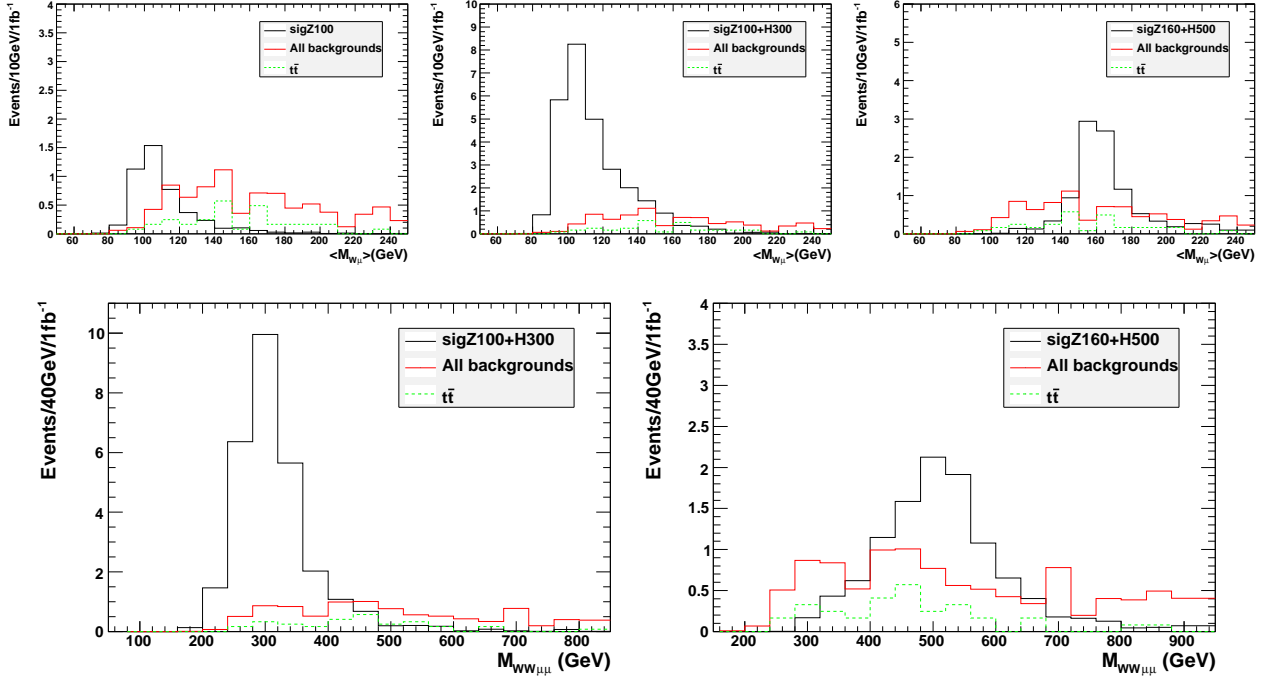 Events/10GeV/1fb⁻¹
4
3.5
3
2.5
2
1.5
1
0.5
0
sigZ100
All backgrounds
tt̄
60 80 100 120 140 160 180 200 220 240
<M_Wμ>(GeV)
Events/10GeV/1fb⁻¹
10
9
8
7
6
5
4
3
2
1
0
sigZ100+H300
All backgrounds
tt̄
60 80 100 120 140 160 180 200 220 240
<M_Wμ>(GeV)
Events/10GeV/1fb⁻¹
6
5
4
3
2
1
0
sigZ160+H500
All backgrounds
tt̄
60 80 100 120 140 160 180 200 220 240
<M_Wμ>(GeV)
Events/40GeV/1fb⁻¹
10
8
6
4
2
0
sigZ100+H300
All backgrounds
tt̄
100 200 300 400 500 600 700 800
M_WWμμ (GeV)
Events/40GeV/1fb⁻¹
4
3.5
3
2.5
2
1.5
1
0.5
0
sigZ160+H500
All backgrounds
tt̄
200 300 400 500 600 700 800 900
M_WWμμ (GeV)